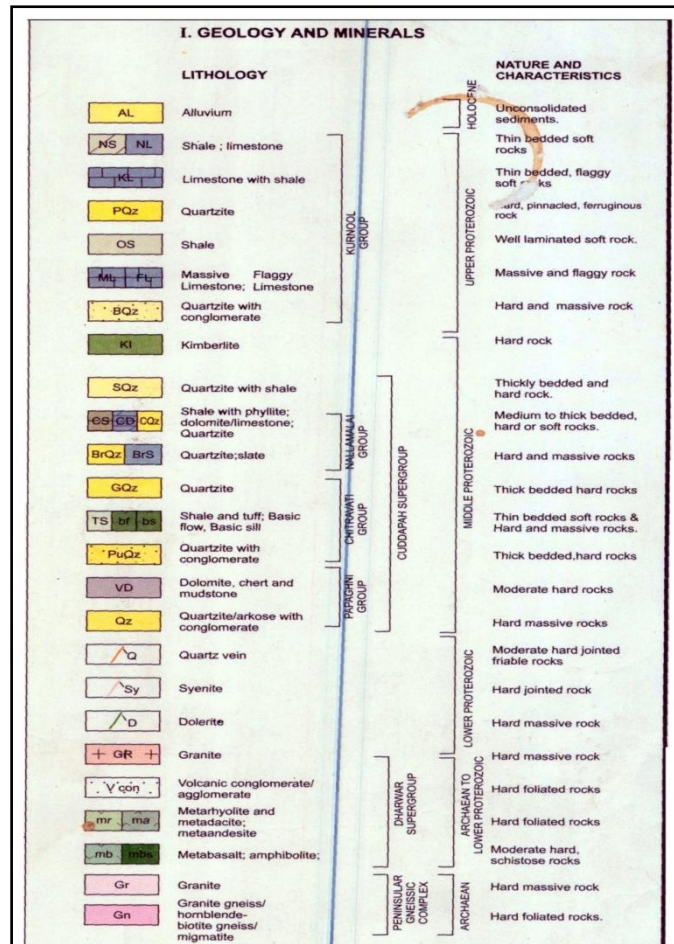 I. GEOLOGY AND MINERALS
LITHOLOGY
NATURE AND
CHARACTERISTICS
AL Alluvium
HOLOCENE
Unconsolidated
sediments.
NS NL Shale ; limestone
Thin bedded soft
rocks
KL Limestone with shale
Thin bedded, flaggy
soft rocks
PQz Quartzite
Hard, pinnacled, ferruginous
rock
OS Shale
Well laminated soft rock.
ML FL Massive Flaggy
Limestone; Limestone
Massive and flaggy rock
BQz Quartzite with
conglomerate
Hard and massive rock
KURNOOL
GROUP
UPPER PROTEROZOIC
KI Kimberlite
Hard rock
SQz Quartzite with shale
Thickly bedded and
hard rock.
CS CD CQz Shale with phyllite;
dolomite/limestone;
Quartzite
Medium to thick bedded,
hard or soft rocks.
BrQz BrS Quartzite;slate
Hard and massive rocks
NALLAMALAI
GROUP
GQz Quartzite
Thick bedded hard rocks
TS bf bs Shale and tuff; Basic
flow, Basic sill
Thin bedded soft rocks &
Hard and massive rocks.
PuQz Quartzite with
conglomerate
Thick bedded,hard rocks
CHITRAVATI
GROUP
VD Dolomite, chert and
mudstone
Moderate hard rocks
Qz Quartzite/arkose with
conglomerate
Hard massive rocks
PAPAGHNI
GROUP
CUDDAPAH SUPERGROUP
MIDDLE PROTEROZOIC
Q Quartz vein
Moderate hard jointed
friable rocks
Sy Syenite
Hard jointed rock
D Dolerite
Hard massive rock
LOWER PROTEROZOIC
GR Granite
Hard massive rock
V con Volcanic conglomerate/
agglomerate
Hard foliated rocks
mr ma Metarhyolite and
metadacite;
metaandesite
Hard foliated rocks
mb mbs Metabasalt; amphibolite;
Moderate hard,
schistose rocks
DHARWAR
SUPERGROUP
ARCHAEAN TO
LOWER PROTEROZOIC
Gr Granite
Hard massive rock
Gn Granite gneiss/
hornblende-
biotite gneiss/
migmatite
Hard foliated rocks.
PENINSULAR
GNEISSIC
COMPLEX
ARCHAEAN